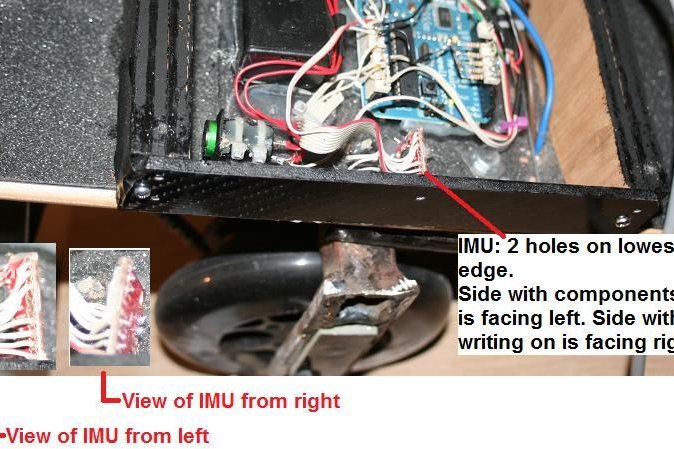 IMU: 2 holes on lowes
edge.
Side with components
is facing left. Side with
writing on is facing rig
View of IMU from right
View of IMU from left